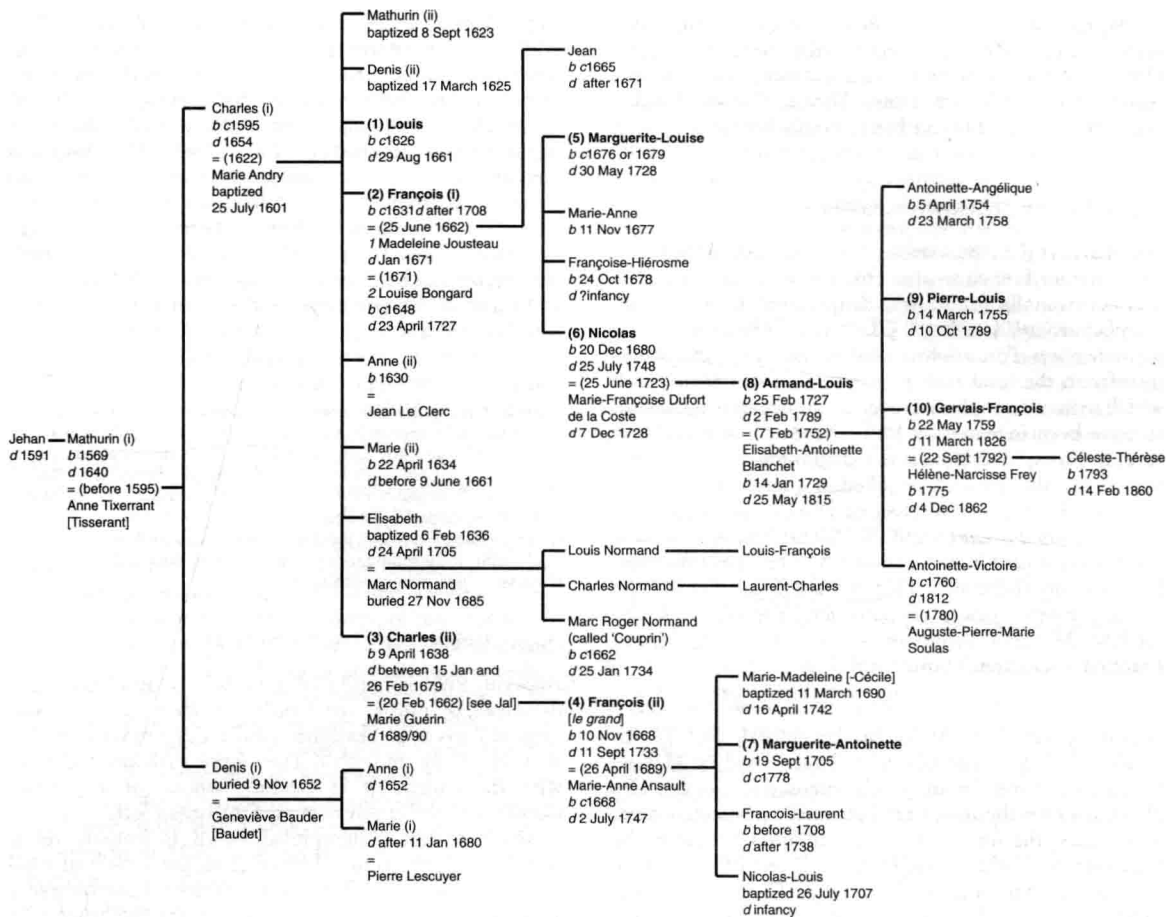 Jehan
d 1591
Mathurin (i)
b 1569
d 1640
= (before 1595)
Anne Tixerrant
[Tisserant]
Charles (i)
b c1595
d 1654
= (1622)
Marie Andry
baptized
25 July 1601
Denis (i)
buried 9 Nov 1652
=
Geneviève Bauder
[Baudet]
Mathurin (ii)
baptized 8 Sept 1623
Denis (ii)
baptized 17 March 1625
(1) Louis
b c1626
d 29 Aug 1661
(2) François (i)
b c1631 d after 1708
= (25 June 1662)
1 Madeleine Jousteau
d Jan 1671
= (1671)
2 Louise Bongard
b c1648
d 23 April 1727
Anne (ii)
b 1630
=
Jean Le Clerc
Marie (ii)
b 22 April 1634
d before 9 June 1661
Elisabeth
baptized 6 Feb 1636
d 24 April 1705
=
Marc Normand
buried 27 Nov 1685
(3) Charles (ii)
b 9 April 1638
d between 15 Jan and
26 Feb 1679
= (20 Feb 1662) [see Jal]
Marie Guérin
d 1689/90
Anne (i)
d 1652
Marie (i)
d after 11 Jan 1680
=
Pierre Lescuyer
Jean
b c1665
d after 1671
(5) Marguerite-Louise
b c1676 or 1679
d 30 May 1728
Marie-Anne
b 11 Nov 1677
Françoise-Hiérosme
b 24 Oct 1678
d ?infancy
(6) Nicolas
b 20 Dec 1680
d 25 July 1748
= (25 June 1723)
Marie-Françoise Dufort
de la Coste
d 7 Dec 1728
Louis Normand
Charles Normand
Marc Roger Normand
(called 'Couprin')
b c1662
d 25 Jan 1734
(4) François (ii)
[le grand]
b 10 Nov 1668
d 11 Sept 1733
= (26 April 1689)
Marie-Anne Ansault
b c1668
d 2 July 1747
(8) Armand-Louis
b 25 Feb 1727
d 2 Feb 1789
= (7 Feb 1752)
Elisabeth-Antoinette
Blanchet
b 14 Jan 1729
d 25 May 1815
Louis-François
Laurent-Charles
Marie-Madeleine [-Cécile]
baptized 11 March 1690
d 16 April 1742
(7) Marguerite-Antoinette
b 19 Sept 1705
d c1778
Francois-Laurent
b before 1708
d after 1738
Nicolas-Louis
baptized 26 July 1707
d infancy
Antoinette-Angélique
b 5 April 1754
d 23 March 1758
(9) Pierre-Louis
b 14 March 1755
d 10 Oct 1789
(10) Gervais-François
b 22 May 1759
d 11 March 1826
= (22 Sept 1792)
Hélène-Narcisse Frey
b 1775
d 4 Dec 1862
Antoinette-Victoire
b c1760
d 1812
= (1780)
Auguste-Pierre-Marie
Soulas
Céleste-Thérèse
b 1793
d 14 Feb 1860